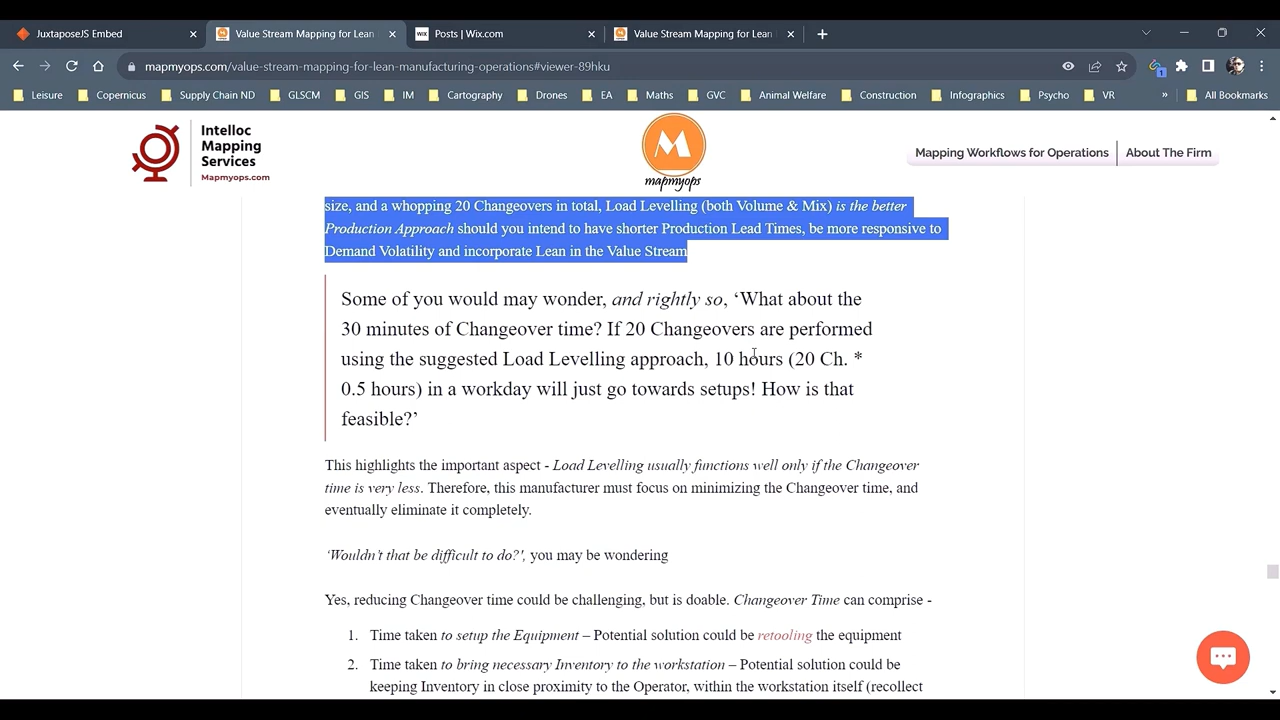 JuxtaposeJS Embed
Value Stream Mapping for Lean
WiX Posts | Wix.com
Value Stream Mapping for Lean
mapmyops.com/value-stream-mapping-for-lean-manufacturing-operations#viewer-89hku
1
Leisure Copernicus Supply Chain ND GLSCM GIS IM Cartography Drones EA Maths GVC Animal Welfare Construction Infographics Psycho VR » All Bookmarks
Intelloc
Mapping
Services
Mapmyops.com
mapmyops
Mapping Workflows for Operations About The Firm
size, and a whopping 20 Changeovers in total, Load Levelling (both Volume & Mix) is the better
Production Approach should you intend to have shorter Production Lead Times, be more responsive to
Demand Volatility and incorporate Lean in the Value Stream
Some of you would may wonder, and rightly so, ‘What about the
30 minutes of Changeover time? If 20 Changeovers are performed
using the suggested Load Levelling approach, 10 hours (20 Ch. *
0.5 hours) in a workday will just go towards setups! How is that
feasible?’
This highlights the important aspect - Load Levelling usually functions well only if the Changeover
time is very less. Therefore, this manufacturer must focus on minimizing the Changeover time, and
eventually eliminate it completely.
‘Wouldn’t that be difficult to do?', you may be wondering
Yes, reducing Changeover time could be challenging, but is doable. Changeover Time can comprise -
1. Time taken to setup the Equipment – Potential solution could be retooling the equipment
2. Time taken to bring necessary Inventory to the workstation – Potential solution could be
keeping Inventory in close proximity to the Operator, within the workstation itself (recollect